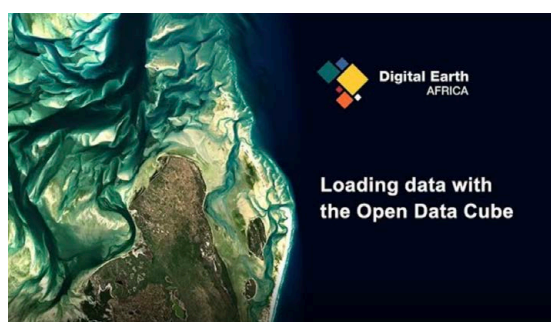 Digital Earth
AFRICA
Loading data with
the Open Data Cube